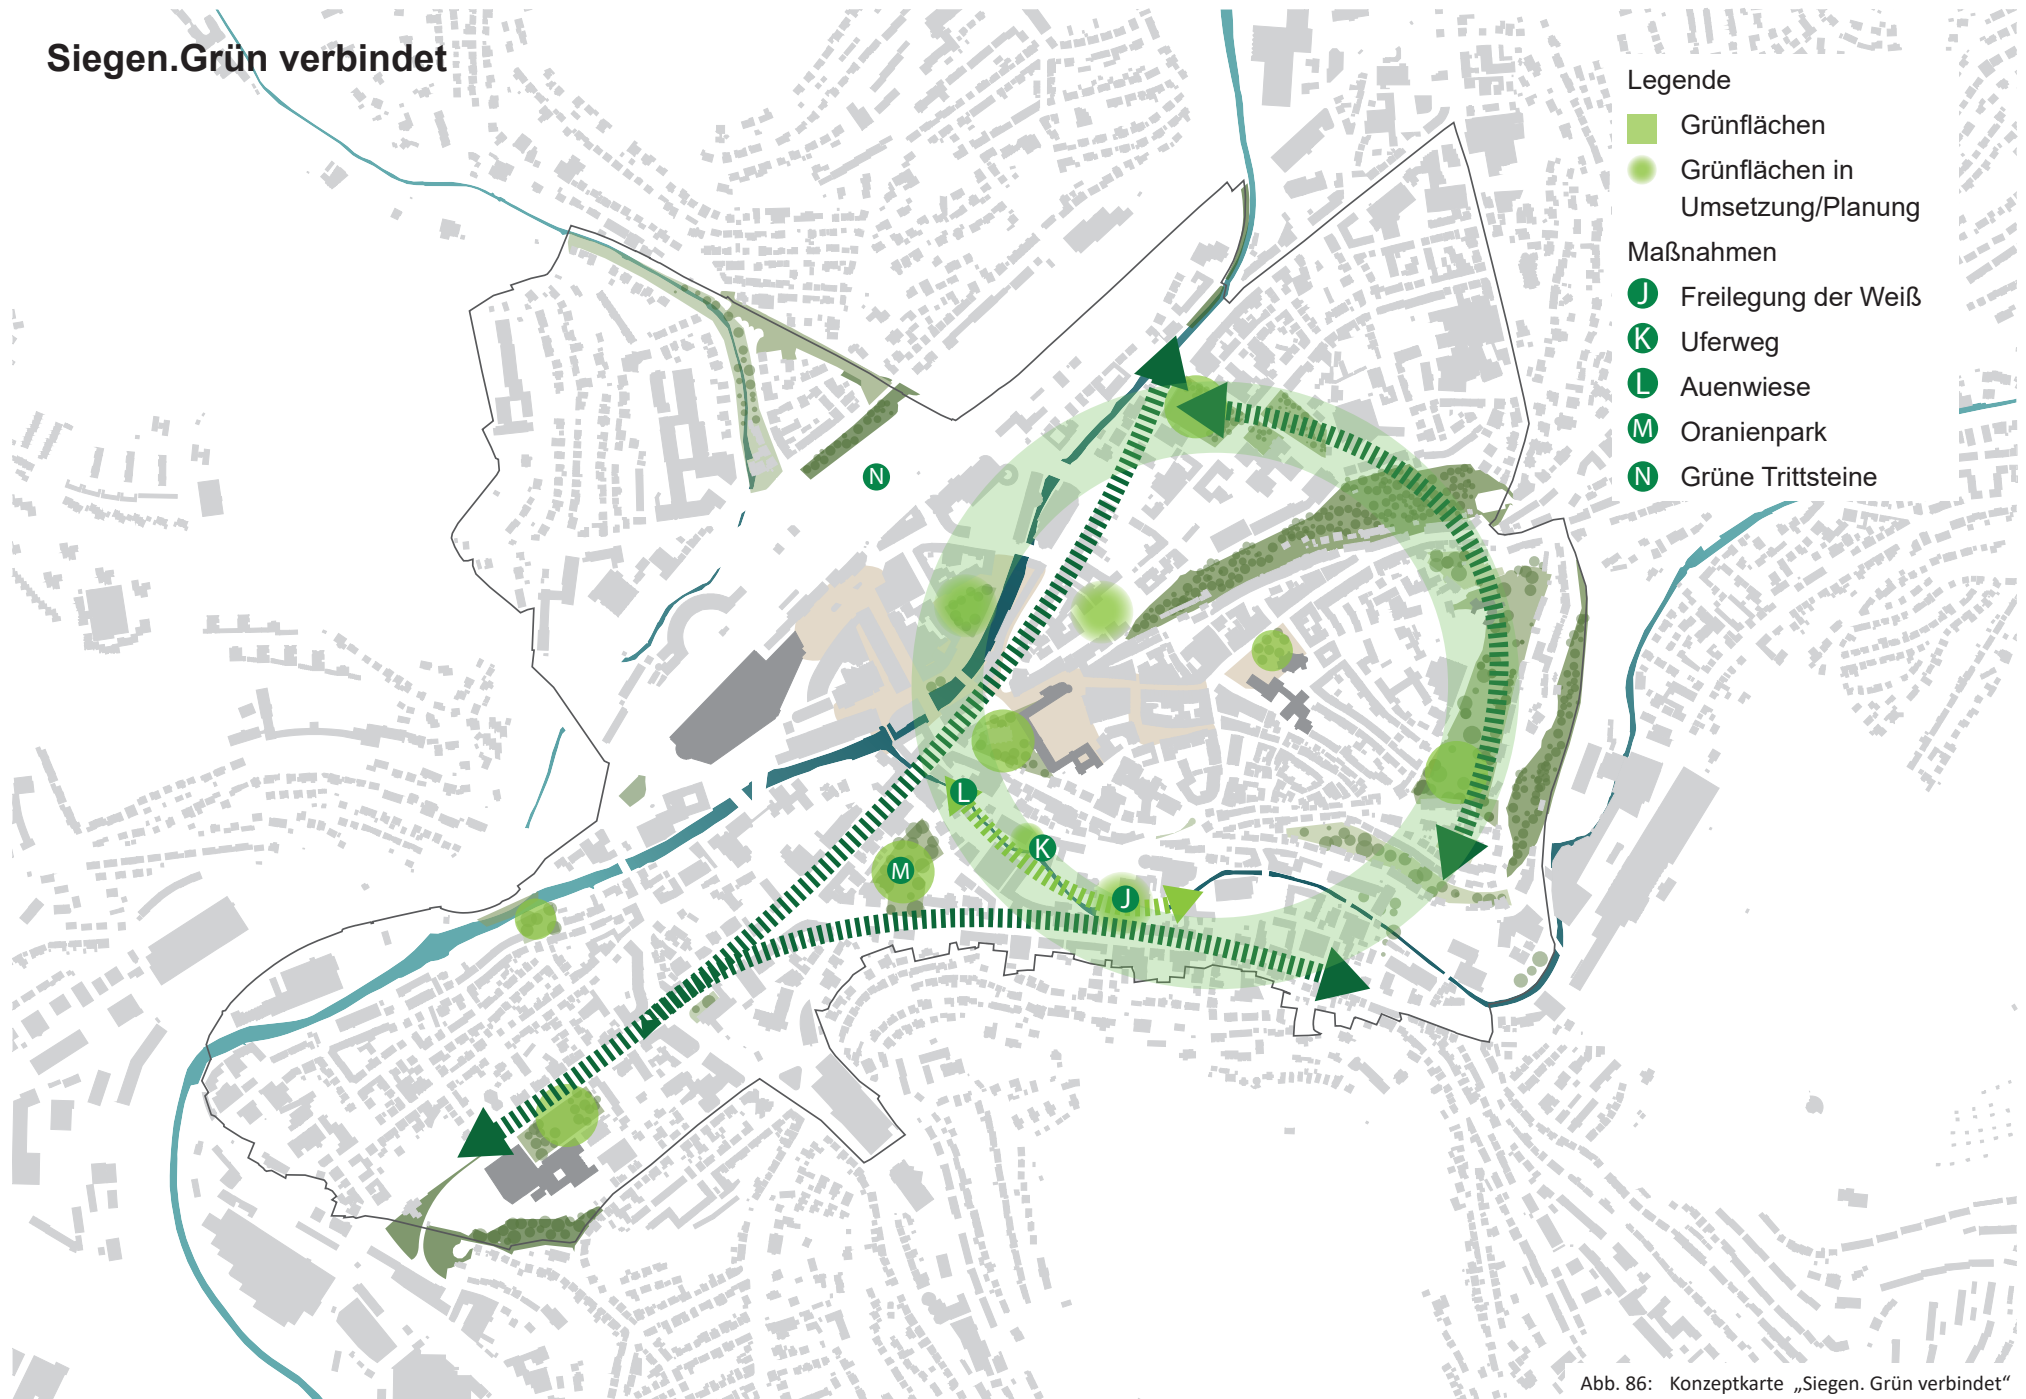 Siegen.Grün verbindet
Legende
Grünflächen
Grünflächen in
Umsetzung/Planung
Maßnahmen
J Freilegung der Weiß
K Uferweg
L Auenwiese
M Oranienpark
N Grüne Trittsteine
N
L
K
M
J
Abb. 86: Konzeptkarte „Siegen. Grün verbindet“